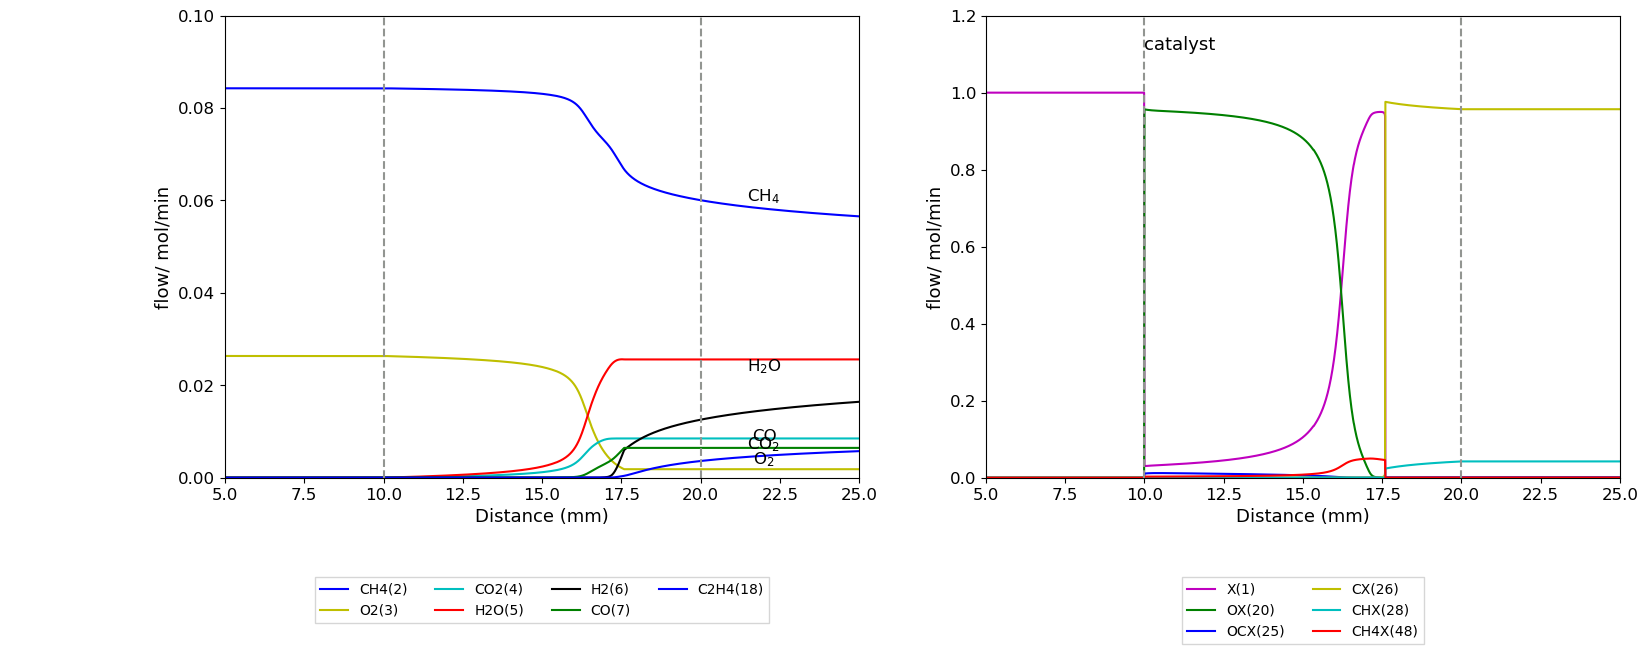 0.10
0.08
0.06
0.04
0.02
0.00
flow/ mol/min
CH₄
H₂O
CO
CO₂
O₂
5.0 7.5 10.0 12.5 15.0 17.5 20.0 22.5 25.0
Distance (mm)
CH4(2) CO2(4) H2(6) C2H4(18)
O2(3) H2O(5) CO(7)
1.2
1.0
0.8
0.6
0.4
0.2
0.0
flow/ mol/min
catalyst
5.0 7.5 10.0 12.5 15.0 17.5 20.0 22.5 25.0
Distance (mm)
X(1) CX(26)
OX(20) CHX(28)
OCX(25) CH4X(48)